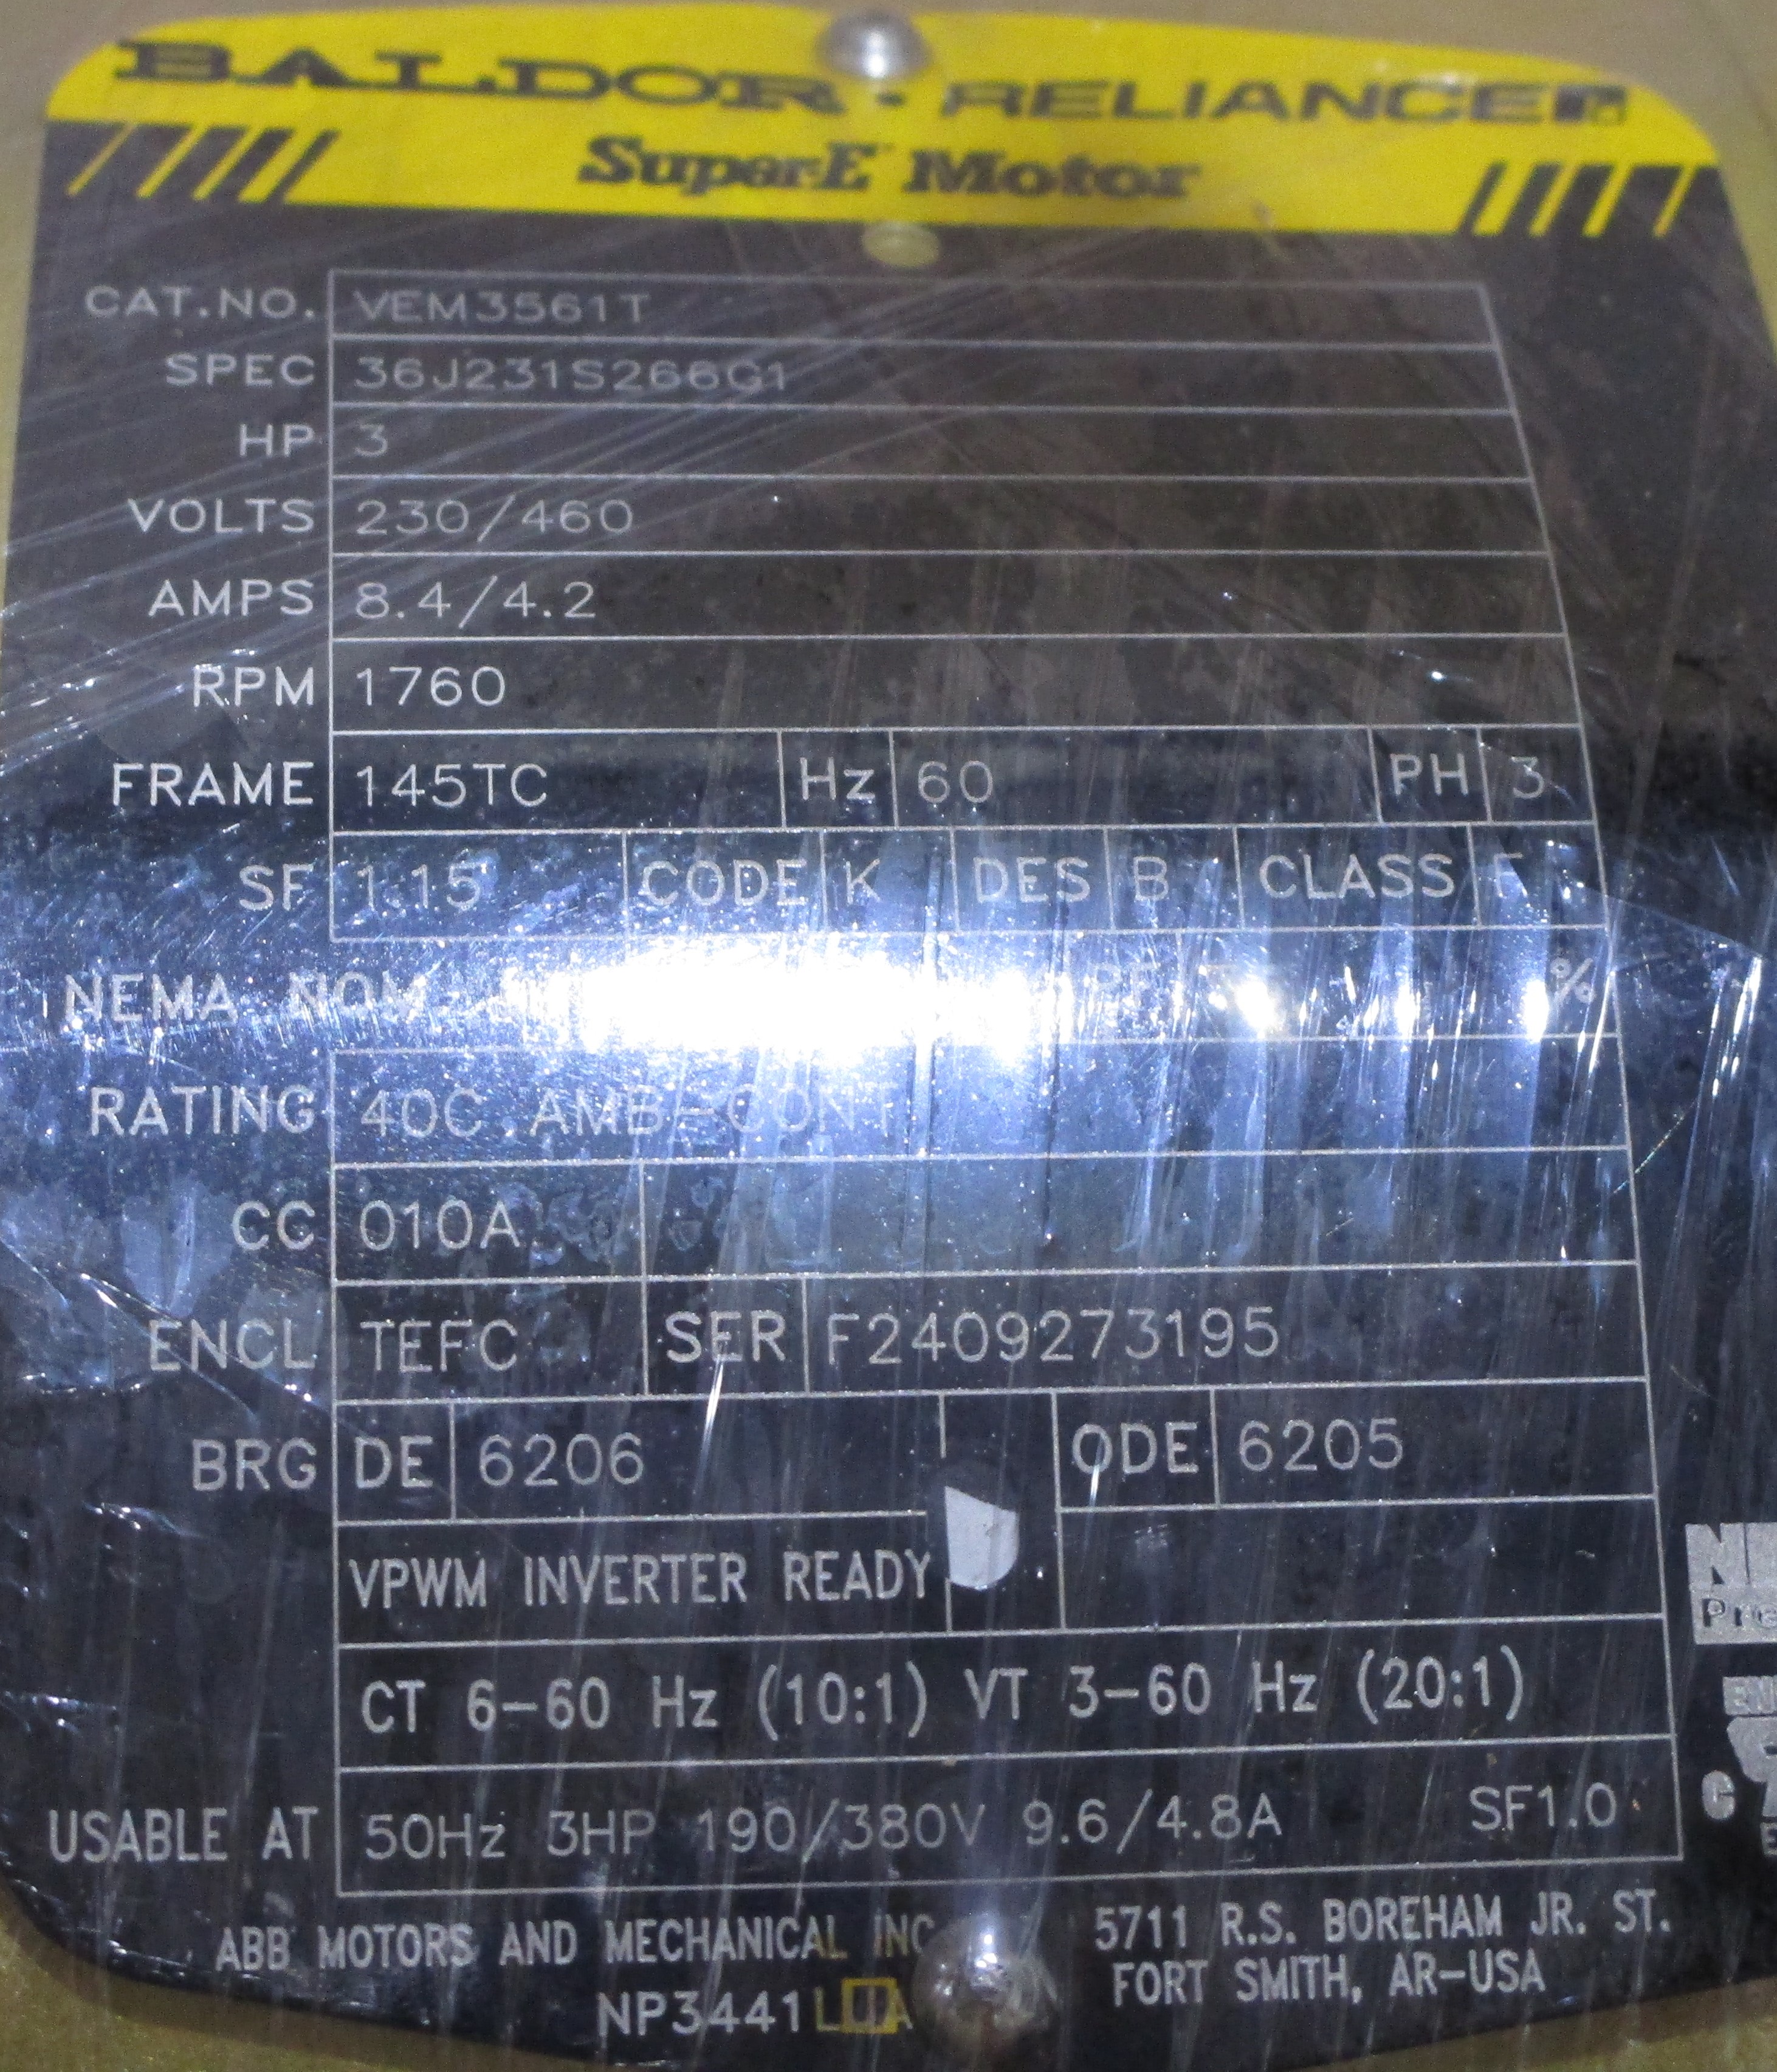 BALDOR · RELIANCER
SuperE Motor
CAT.NO. VEM3561T
SPEC 36J231S266G1
HP 3
VOLTS 230/460
AMPS 8.4/4.2
RPM 1760
FRAME 145TC Hz 60 PH 3
SF 1.15 CODE K DES B CLASS F
NEMA NOM. PF %
RATING 40C AMB-CONT
CC 010A
ENCL TEFC SER F2409273195
BRG DE 6206 ODE 6205
VPWM INVERTER READY
CT 6-60 Hz (10:1) VT 3-60 Hz (20:1)
USABLE AT 50Hz 3HP 190/380V 9.6/4.8A SF1.0
ABB MOTORS AND MECHANICAL INC
5711 R.S. BOREHAM JR. ST.
FORT SMITH, AR-USA
NP3441LUA